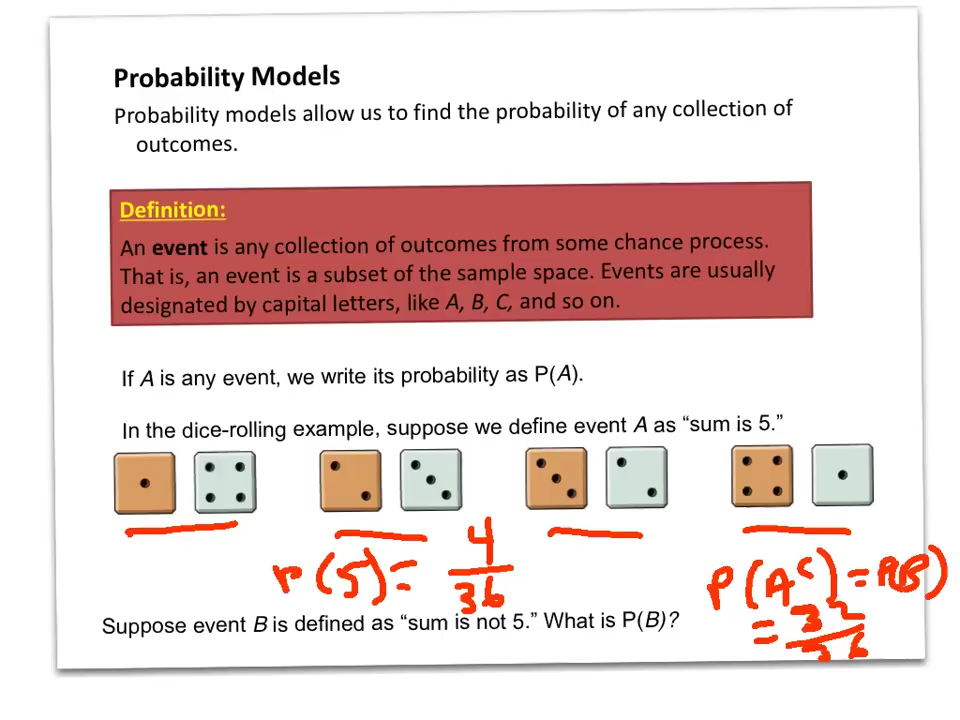 Probability Models
Probability models allow us to find the probability of any collection of
outcomes.
Definition:
An event is any collection of outcomes from some chance process.
That is, an event is a subset of the sample space. Events are usually
designated by capital letters, like A, B, C, and so on.
If A is any event, we write its probability as P(A).
In the dice-rolling example, suppose we define event A as “sum is 5.”
P(5) = 4/36
P(A^C) = P(B)
= 32/36
Suppose event B is defined as “sum is not 5.” What is P(B)?